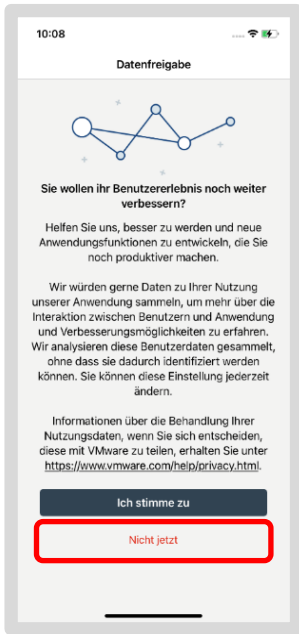 10:08
Datenfreigabe
Sie wollen ihr Benutzererlebnis noch weiter
verbessern?
Helfen Sie uns, besser zu werden und neue
Anwendungsfunktionen zu entwickeln, die Sie
noch produktiver machen.
Wir würden gerne Daten zu Ihrer Nutzung
unserer Anwendung sammeln, um mehr über die
Interaktion zwischen Benutzern und Anwendung
und Verbesserungsmöglichkeiten zu erfahren.
Wir analysieren diese Benutzerdaten gesammelt,
ohne dass sie dadurch identifiziert werden
können. Sie können diese Einstellung jederzeit
ändern.
Informationen über die Behandlung Ihrer
Nutzungsdaten, wenn Sie sich entscheiden,
diese mit VMware zu teilen, erhalten Sie unter
https://www.vmware.com/help/privacy.html.
Ich stimme zu
Nicht jetzt